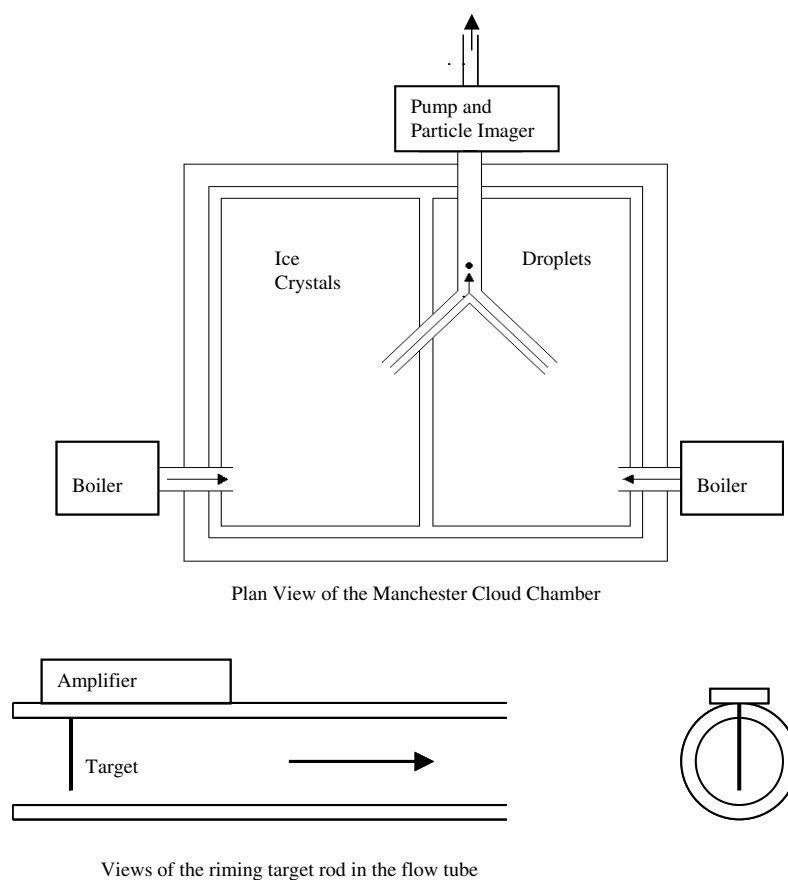 Pump and
Particle Imager
Ice
Crystals
Droplets
Boiler
Boiler
Plan View of the Manchester Cloud Chamber
Amplifier
Target
Views of the riming target rod in the flow tube